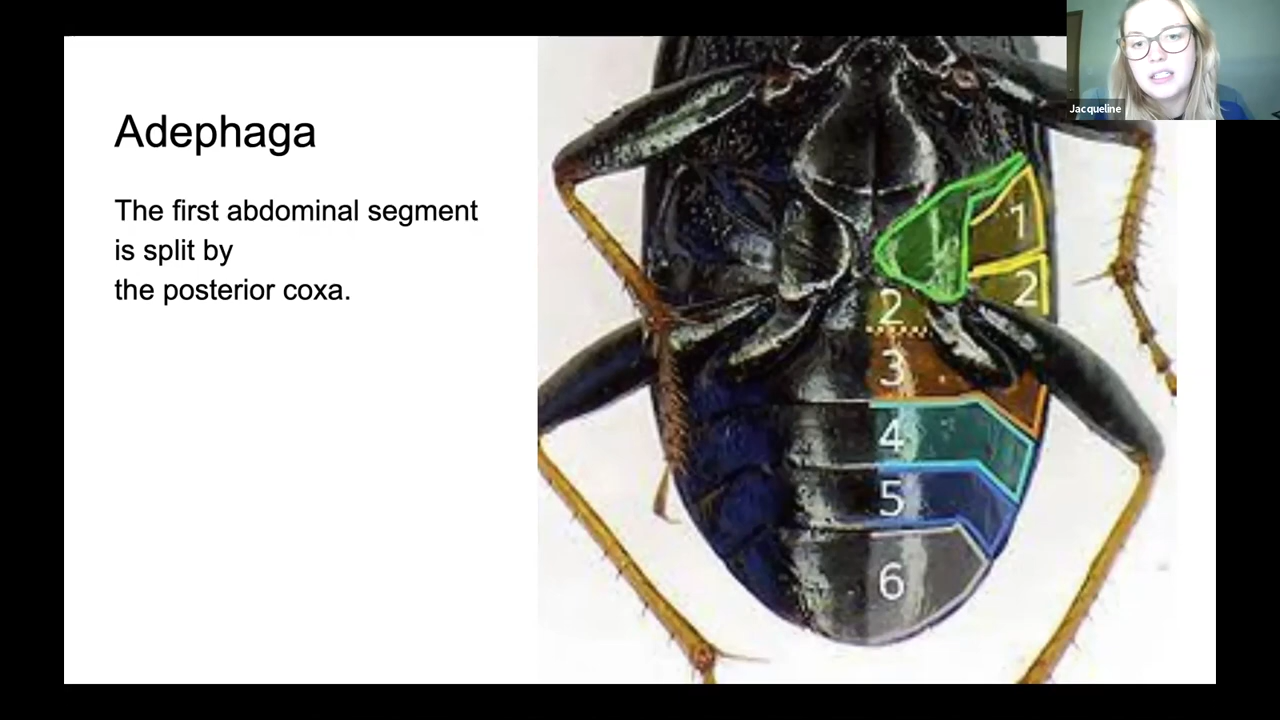 Jacqueline
Adephaga
The first abdominal segment
is split by
the posterior coxa.
1
2
2
3
4
5
6